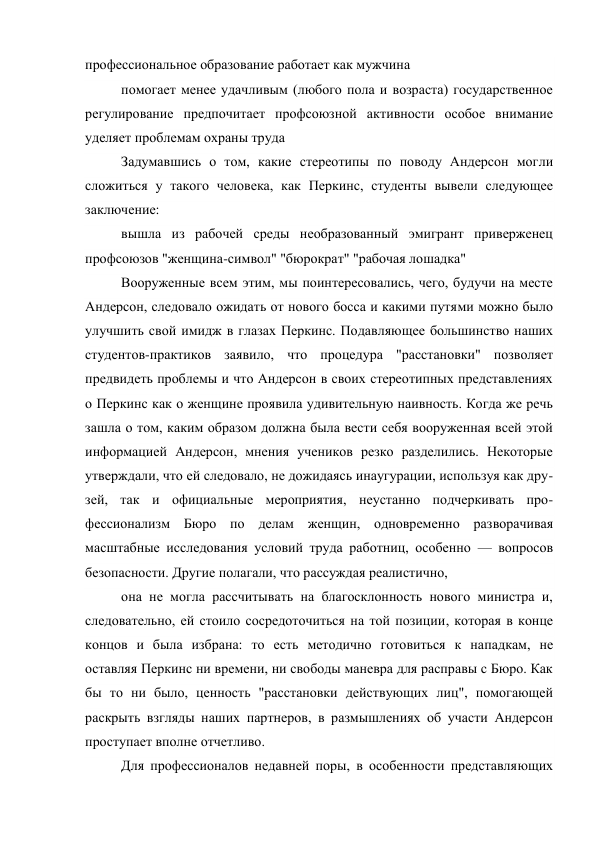 профессиональное образование работает как мужчина
помогает менее удачливым (любого пола и возраста) государственное
регулирование предпочитает профсоюзной активности особое внимание
уделяет проблемам охраны труда
Задумавшись о том, какие стереотипы по поводу Андерсон могли
сложиться у такого человека, как Перкинс, студенты вывели следующее
заключение:
вышла из рабочей среды необразованный эмигрант приверженец
профсоюзов "женщина-символ" "бюрократ" "рабочая лошадка"
Вооруженные всем этим, мы поинтересовались, чего, будучи на месте
Андерсон, следовало ожидать от нового босса и какими путями можно было
улучшить свой имидж в глазах Перкинс. Подавляющее большинство наших
студентов-практиков заявило, что процедура "расстановки" позволяет
предвидеть проблемы и что Андерсон в своих стереотипных представлениях
о Перкинс как о женщине проявила удивительную наивность. Когда же речь
зашла о том, каким образом должна была вести себя вооруженная всей этой
информацией Андерсон, мнения учеников резко разделились. Некоторые
утверждали, что ей следовало, не дожидаясь инаугурации, используя как дру-
зей, так и официальные мероприятия, неустанно подчеркивать про-
фессионализм Бюро по делам женщин, одновременно разворачивая
масштабные исследования условий труда работниц, особенно — вопросов
безопасности. Другие полагали, что рассуждая реалистично,
она не могла рассчитывать на благосклонность нового министра и,
следовательно, ей стоило сосредоточиться на той позиции, которая в конце
концов и была избрана: то есть методично готовиться к нападкам, не
оставляя Перкинс ни времени, ни свободы маневра для расправы с Бюро. Как
бы то ни было, ценность "расстановки действующих лиц", помогающей
раскрыть взгляды наших партнеров, в размышлениях об участи Андерсон
проступает вполне отчетливо.
Для профессионалов недавней поры, в особенности представляющих